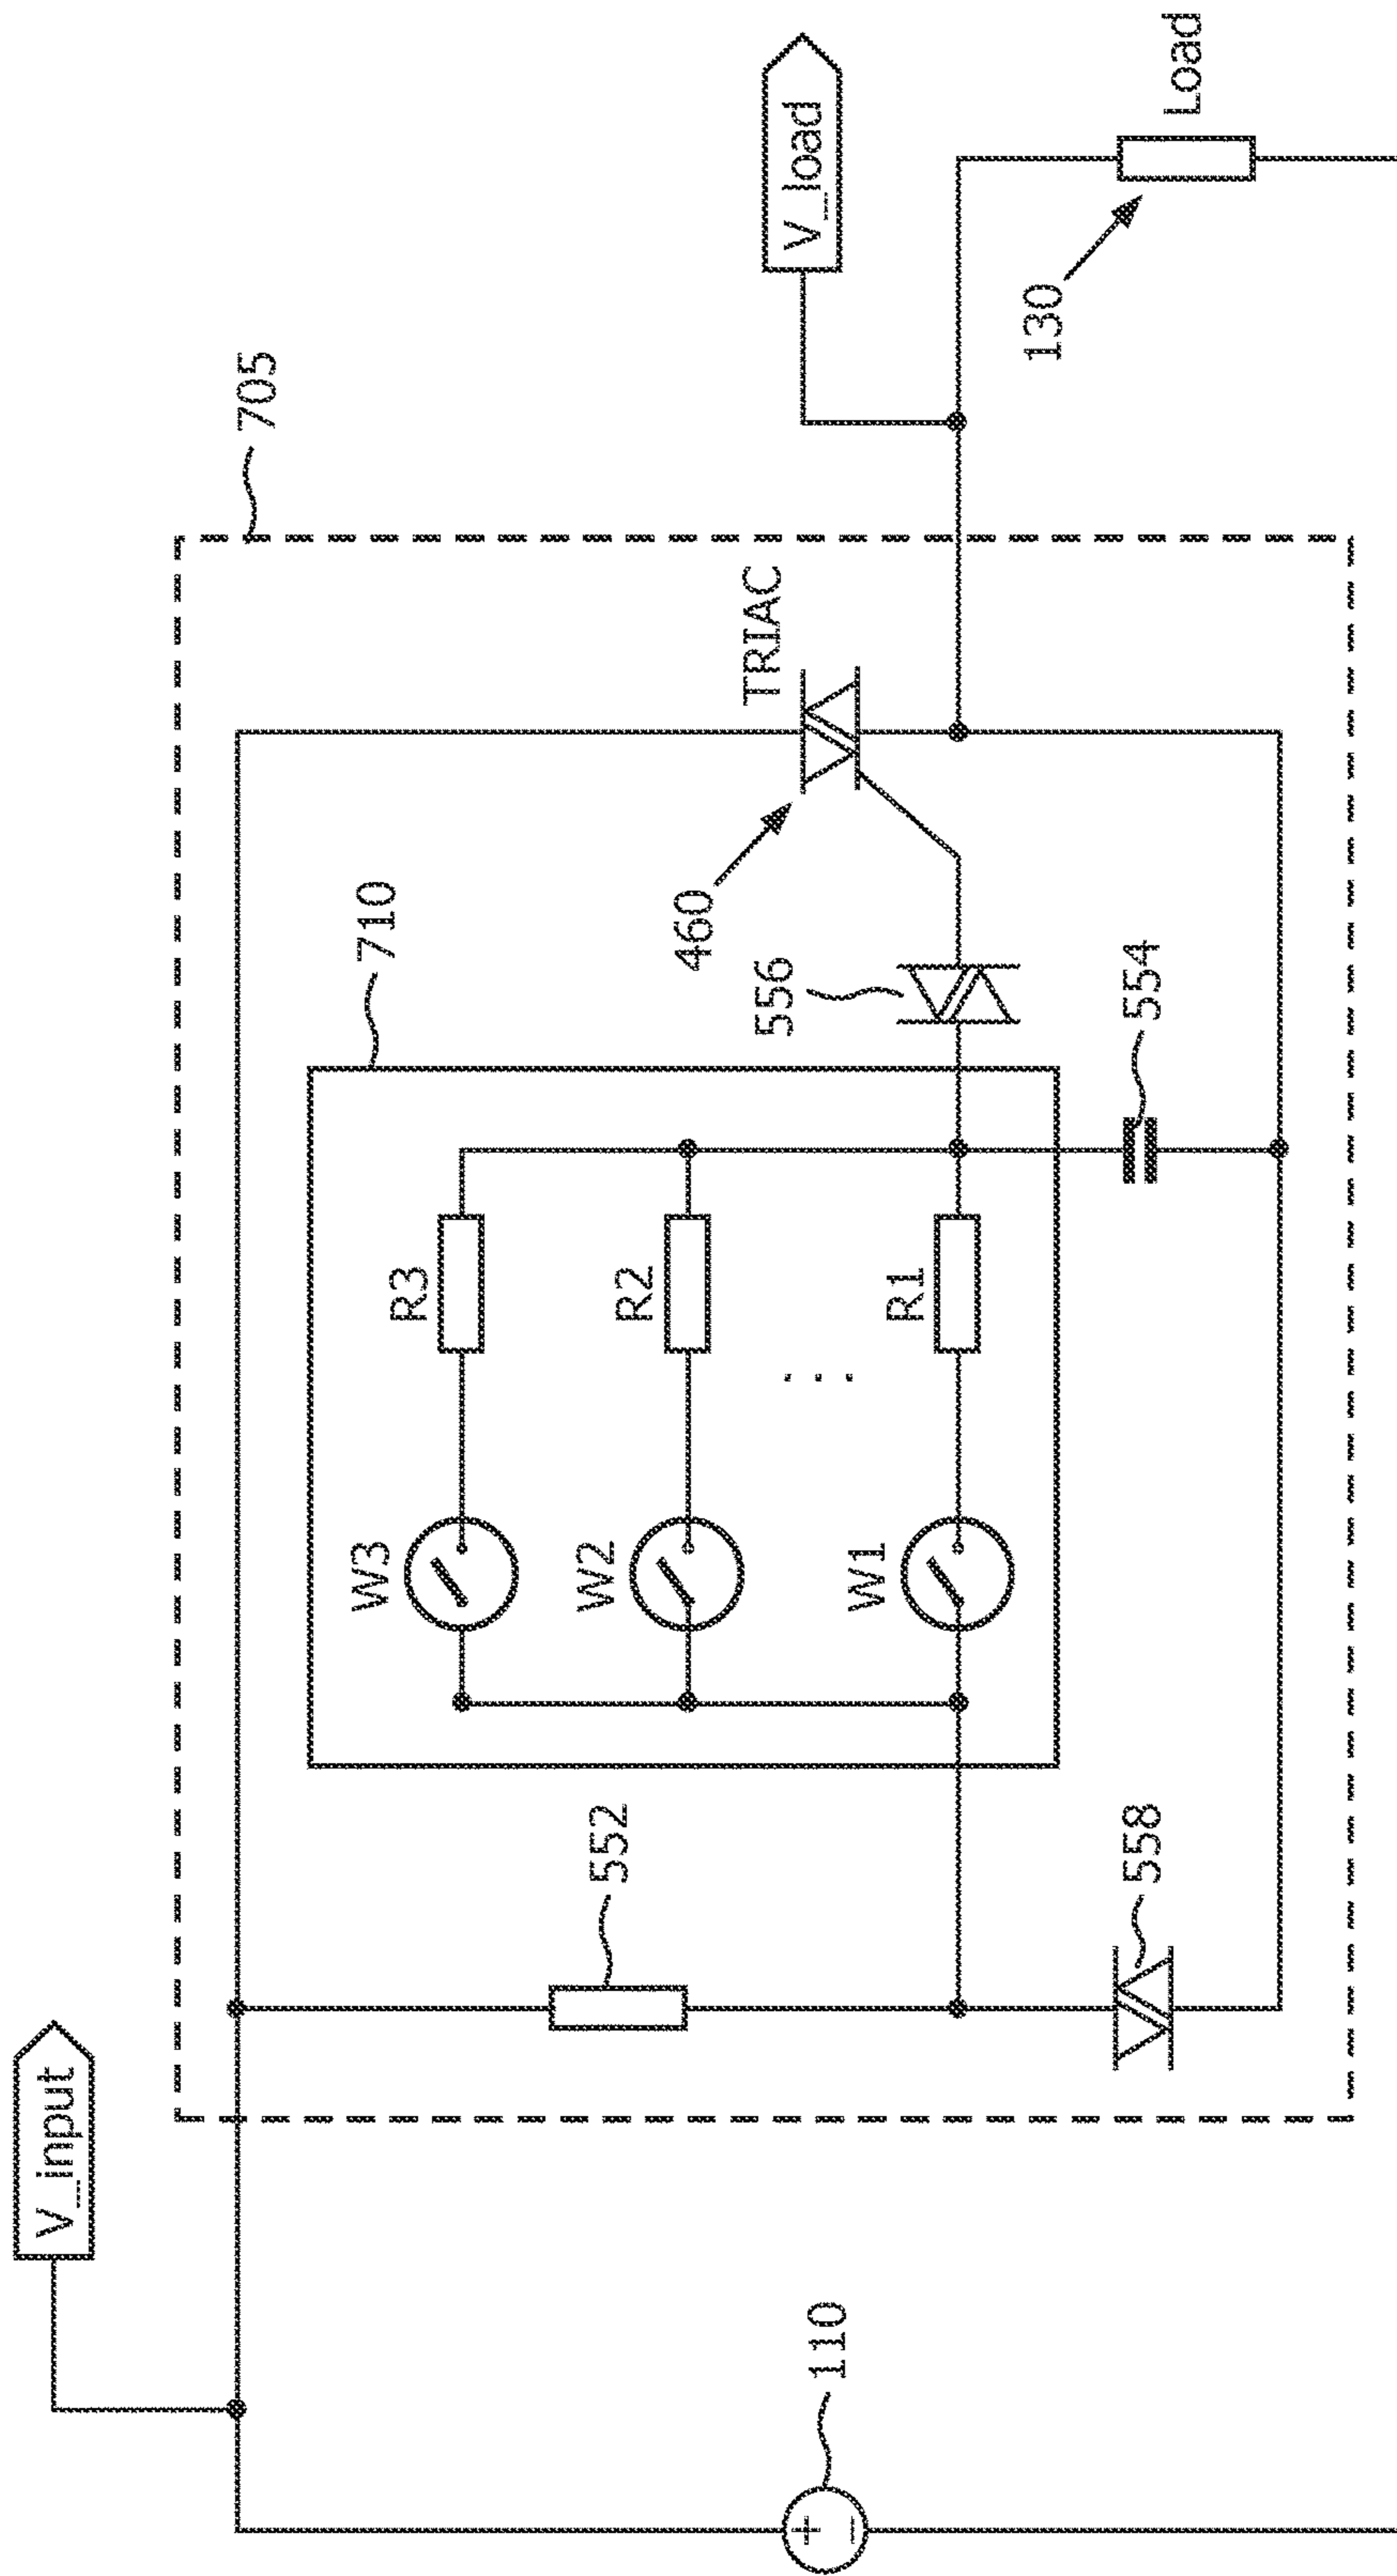 V_input
705
V_load
710
TRIAC
460
W3
R3
W2
R2
556
552
. . .
W1
R1
130
Load
558
554
110
+
−